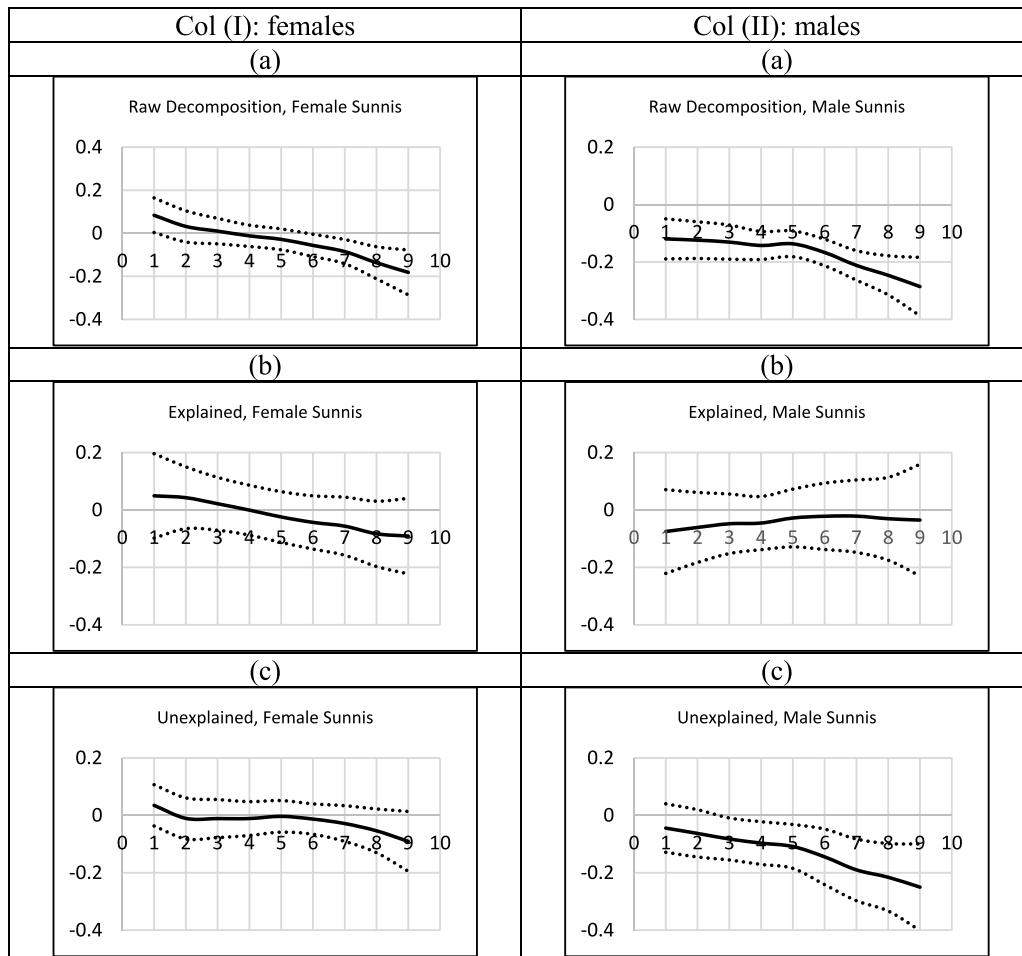 Col (I): females
Col (II): males
(a)
(a)
Raw Decomposition, Female Sunnis
0.4
0.2
0
-0.2
-0.4
0 1 2 3 4 5 6 7 8 9 10
Raw Decomposition, Male Sunnis
0.2
0
-0.2
-0.4
0 1 2 3 4 5 6 7 8 9 10
(b)
(b)
Explained, Female Sunnis
0.2
0
-0.2
-0.4
0 1 2 3 4 5 6 7 8 9 10
Explained, Male Sunnis
0.2
0
-0.2
-0.4
0 1 2 3 4 5 6 7 8 9 10
(c)
(c)
Unexplained, Female Sunnis
0.2
0
-0.2
-0.4
0 1 2 3 4 5 6 7 8 9 10
Unexplained, Male Sunnis
0.2
0
-0.2
-0.4
0 1 2 3 4 5 6 7 8 9 10